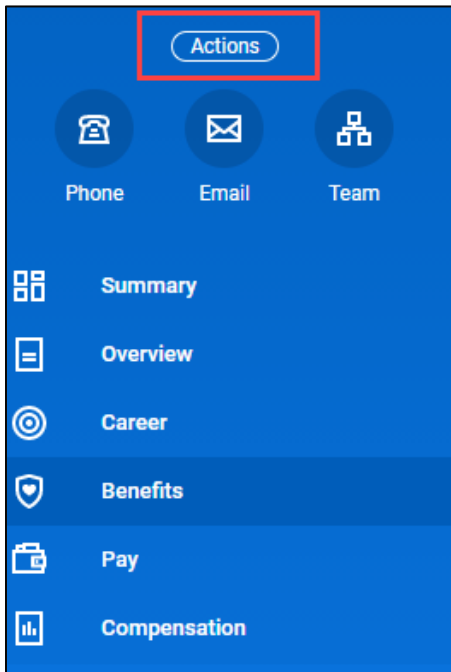 Actions
Phone Email Team
Summary
Overview
Career
Benefits
Pay
Compensation